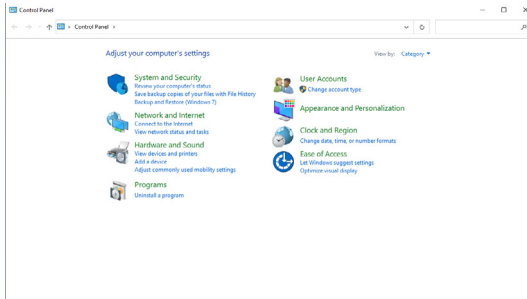 Control Panel
Control Panel
Adjust your computer's settings
View by: Category
System and Security
Review your computer's status
Save backup copies of your files with File History
Backup and Restore (Windows 7)
Network and Internet
Connect to the Internet
View network status and tasks
Hardware and Sound
View devices and printers
Add a device
Adjust commonly used mobility settings
Programs
Uninstall a program
User Accounts
Change account type
Appearance and Personalization
Clock and Region
Change date, time, or number formats
Ease of Access
Let Windows suggest settings
Optimize visual display